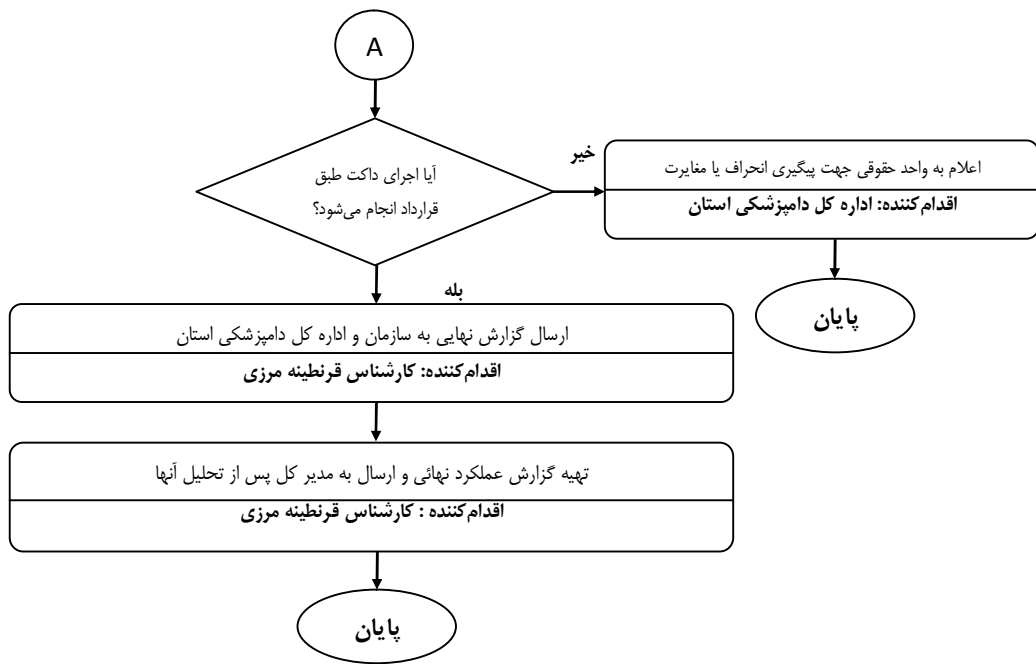 A
آیا اجرای داکت طبق
قرارداد انجام می‌شود؟
خیر
اعلام به واحد حقوقی جهت پیگیری انحراف یا مغایرت
اقدام‌کننده: اداره کل دامپزشکی استان
پایان
بله
ارسال گزارش نهایی به سازمان و اداره کل دامپزشکی استان
اقدام‌کننده: کارشناس قرنطینه مرزی
تهیه گزارش عملکرد نهائی و ارسال به مدیر کل پس از تحلیل آنها
اقدام‌کننده : کارشناس قرنطینه مرزی
پایان